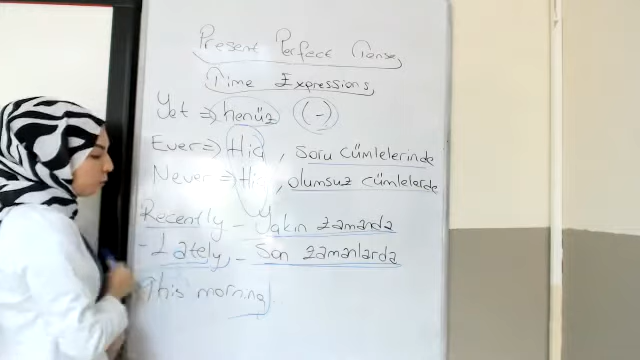 Present Perfect Tense
Time Expressions
Yet => henüz (-)
Ever => Hiç, soru cümlelerinde
Never => Hiç, olumsuz cümlelerde
Recently - Yakın zamanda
- Lately, - Son zamanlarda
This morning